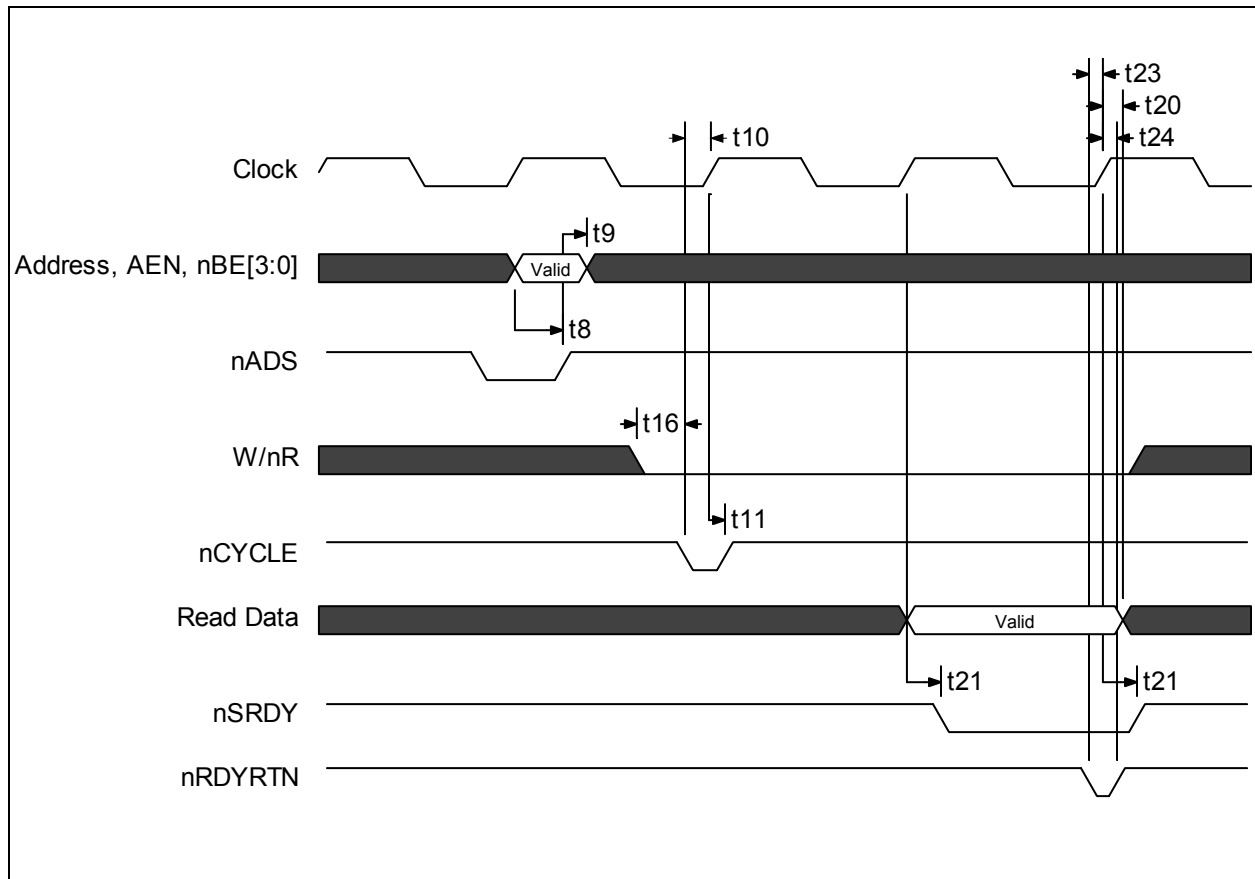 t23
t20
t10
t24
Clock
t9
Address, AEN, nBE[3:0]
Valid
t8
nADS
t16
W/nR
t11
nCYCLE
Read Data
Valid
t21
t21
nSRDY
nRDYRTN